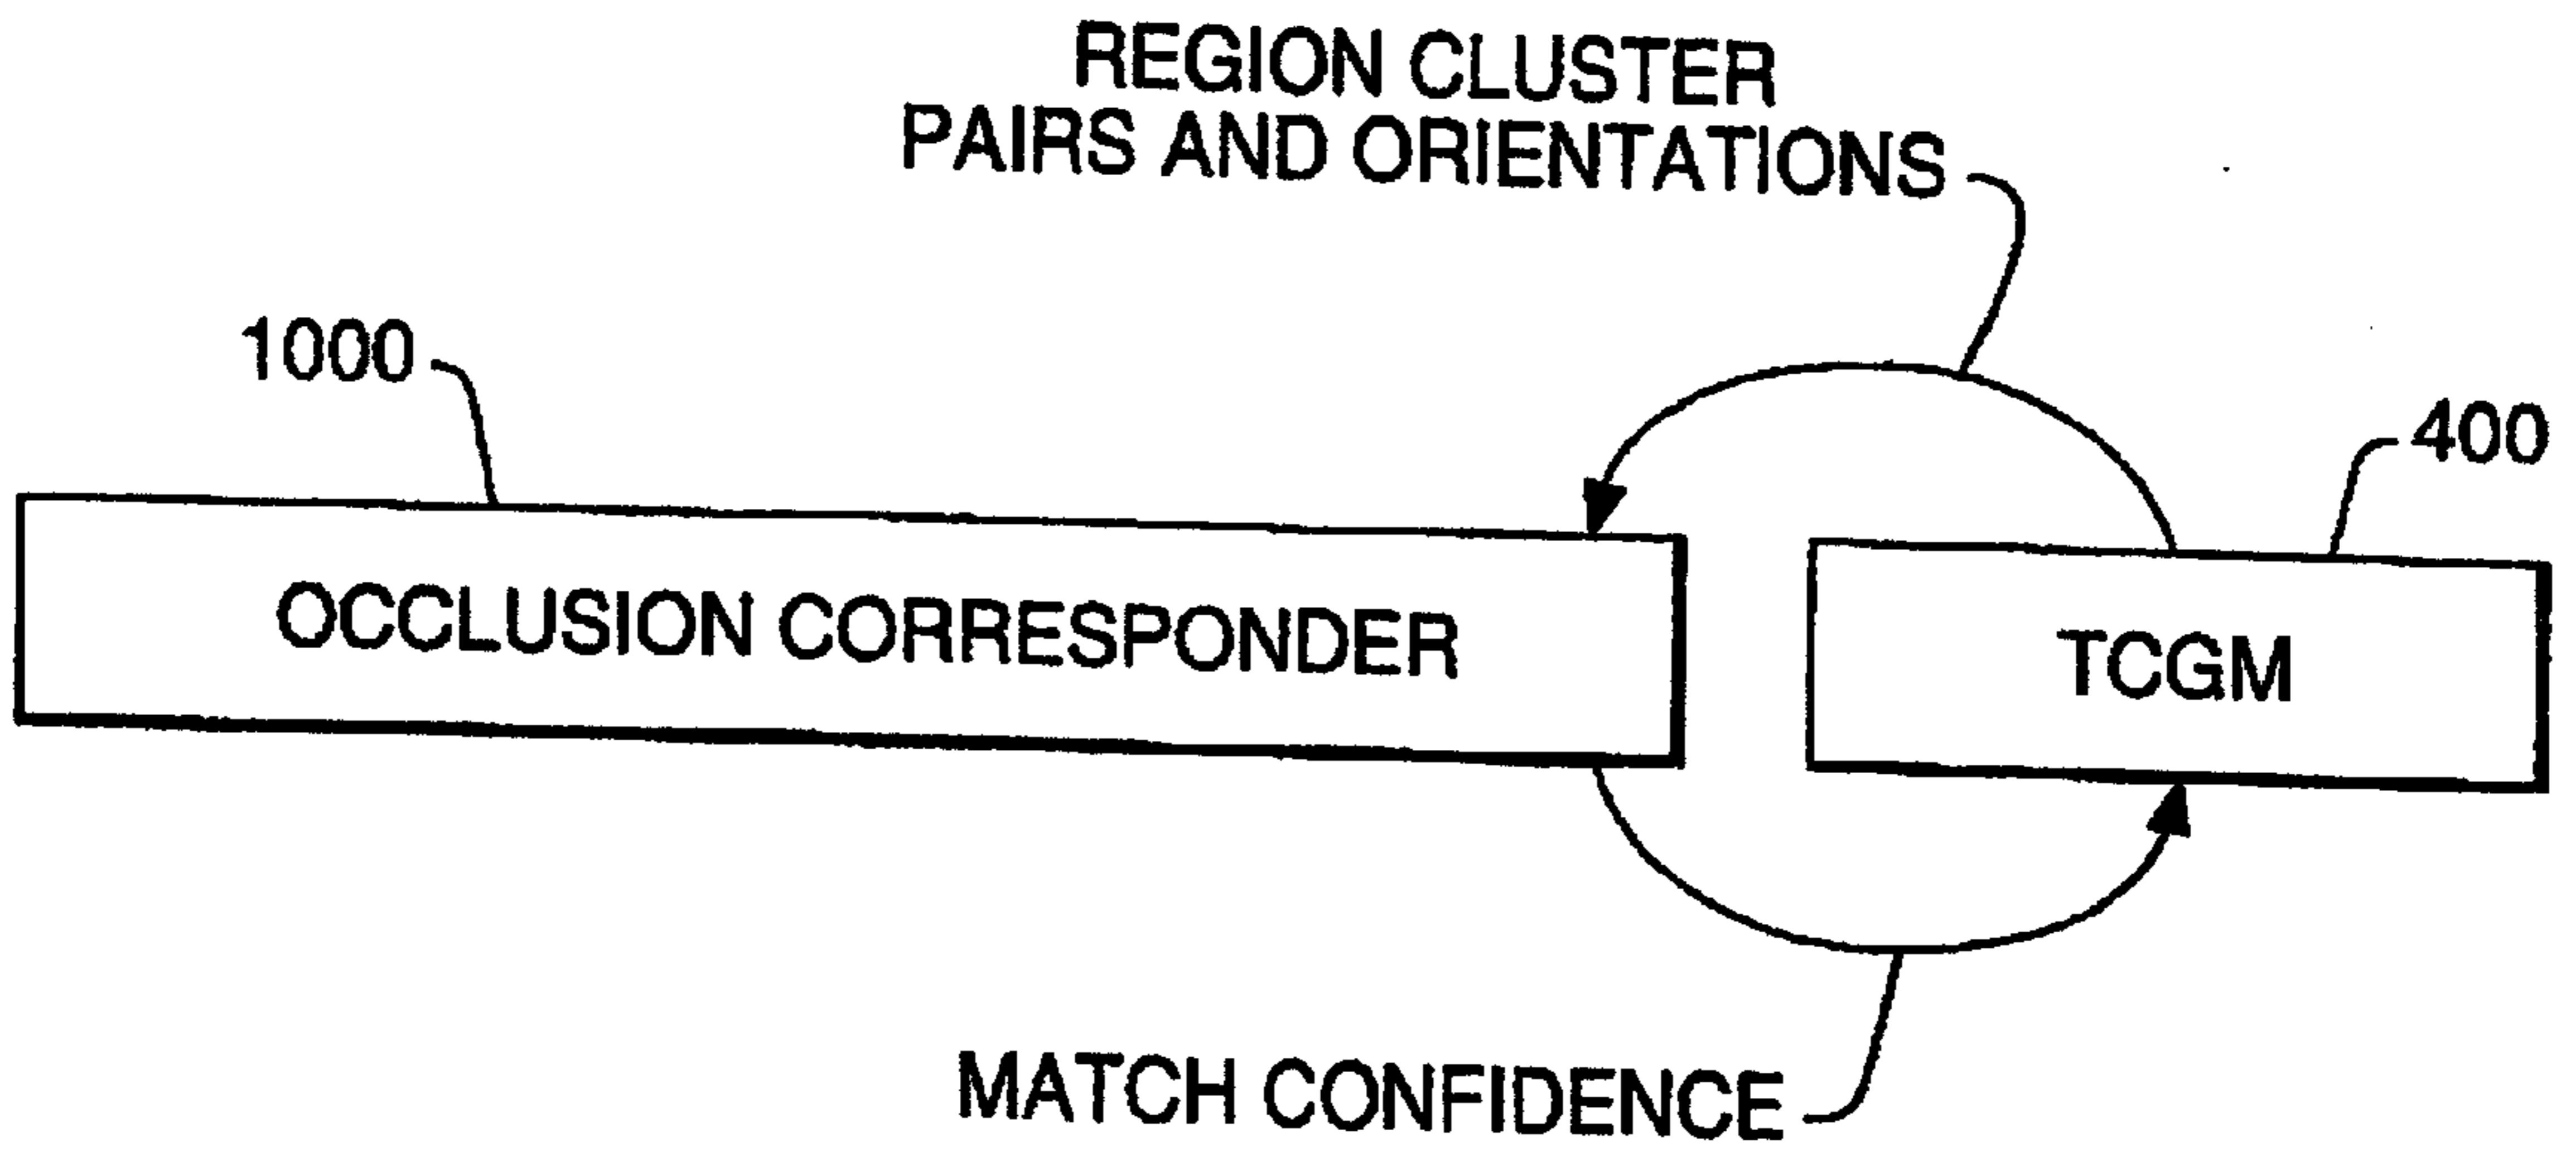 REGION CLUSTER
PAIRS AND ORIENTATIONS
1000
400
OCCLUSION CORRESPONDER
TCGM
MATCH CONFIDENCE